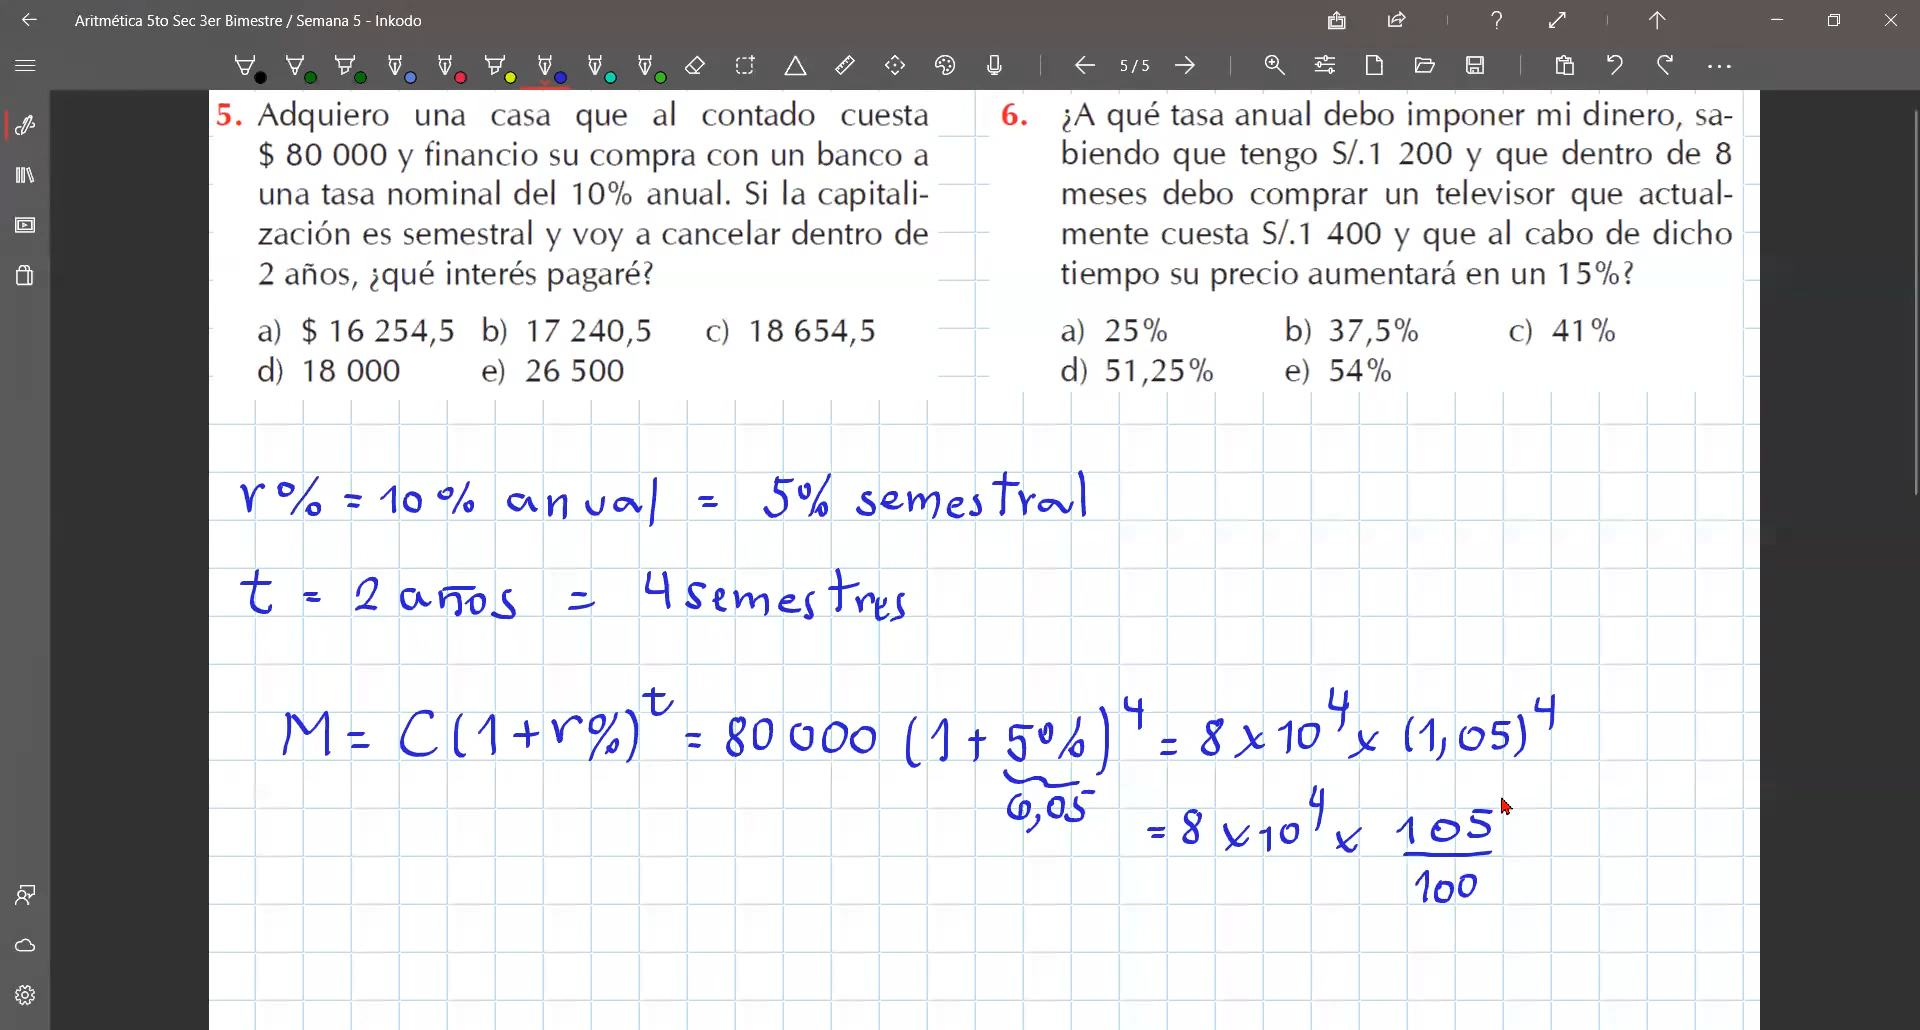 Aritmética 5to Sec 3er Bimestre / Semana 5 - Inkodo
5 / 5
5. Adquiero una casa que al contado cuesta
$ 80 000 y financio su compra con un banco a
una tasa nominal del 10% anual. Si la capitali-
zación es semestral y voy a cancelar dentro de
2 años, ¿qué interés pagaré?
a) $ 16 254,5 b) 17 240,5 c) 18 654,5
d) 18 000 e) 26 500
6. ¿A qué tasa anual debo imponer mi dinero, sa-
biendo que tengo S/.1 200 y que dentro de 8
meses debo comprar un televisor que actual-
mente cuesta S/.1 400 y que al cabo de dicho
tiempo su precio aumentará en un 15%?
a) 25% b) 37,5% c) 41%
d) 51,25% e) 54%
r% = 10% anual = 5% semestral
t = 2 años = 4 semestres
M = C(1+r%)^t = 80 000 (1+5%)^4 = 8×10^4×(1,05)^4
0,05
= 8×10^4× 105
100